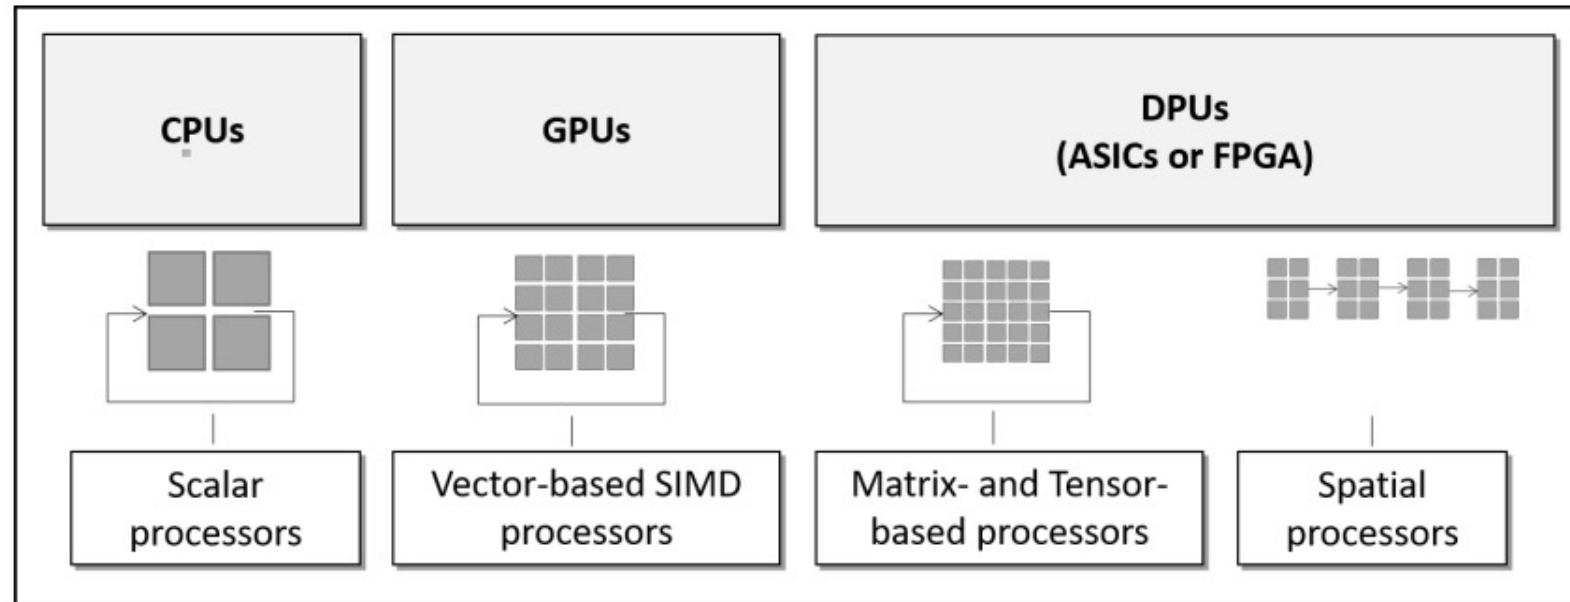 CPUs
GPUs
DPUs
(ASICs or FPGA)
Scalar
processors
Vector-based SIMD
processors
Matrix- and Tensor-
based processors
Spatial
processors